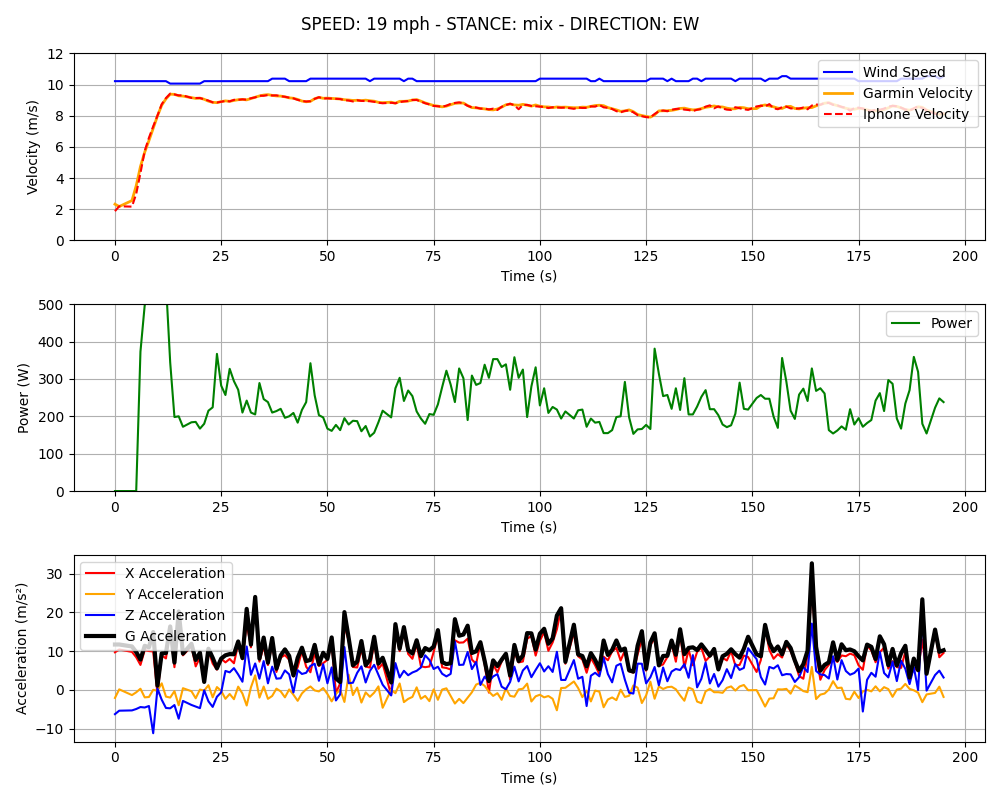 SPEED: 19 mph - STANCE: mix - DIRECTION: EW
12
10
8
6
4
2
0
Velocity (m/s)
Wind Speed
Garmin Velocity
Iphone Velocity
0 25 50 75 100 125 150 175 200
Time (s)
500
400
300
200
100
0
Power (W)
Power
0 25 50 75 100 125 150 175 200
Time (s)
30
20
10
0
−10
Acceleration (m/s²)
X Acceleration
Y Acceleration
Z Acceleration
G Acceleration
0 25 50 75 100 125 150 175 200
Time (s)